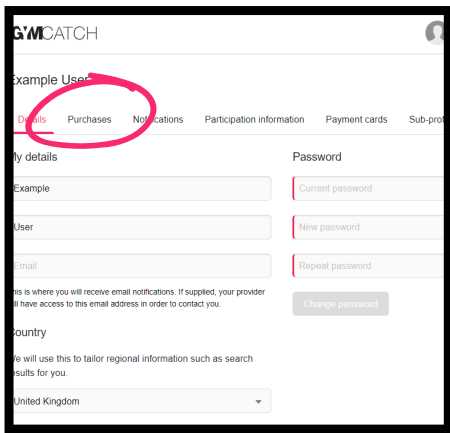 GYMCATCH
Example User
Details Purchases Notifications Participation information Payment cards Sub-prof
My details
Password
Example
Current password
User
New password
Email
Repeat password
his is where you will receive email notifications. If supplied, your provider
ill have access to this email address in order to contact you.
Change password
Country
We will use this to tailor regional information such as search
esults for you.
United Kingdom